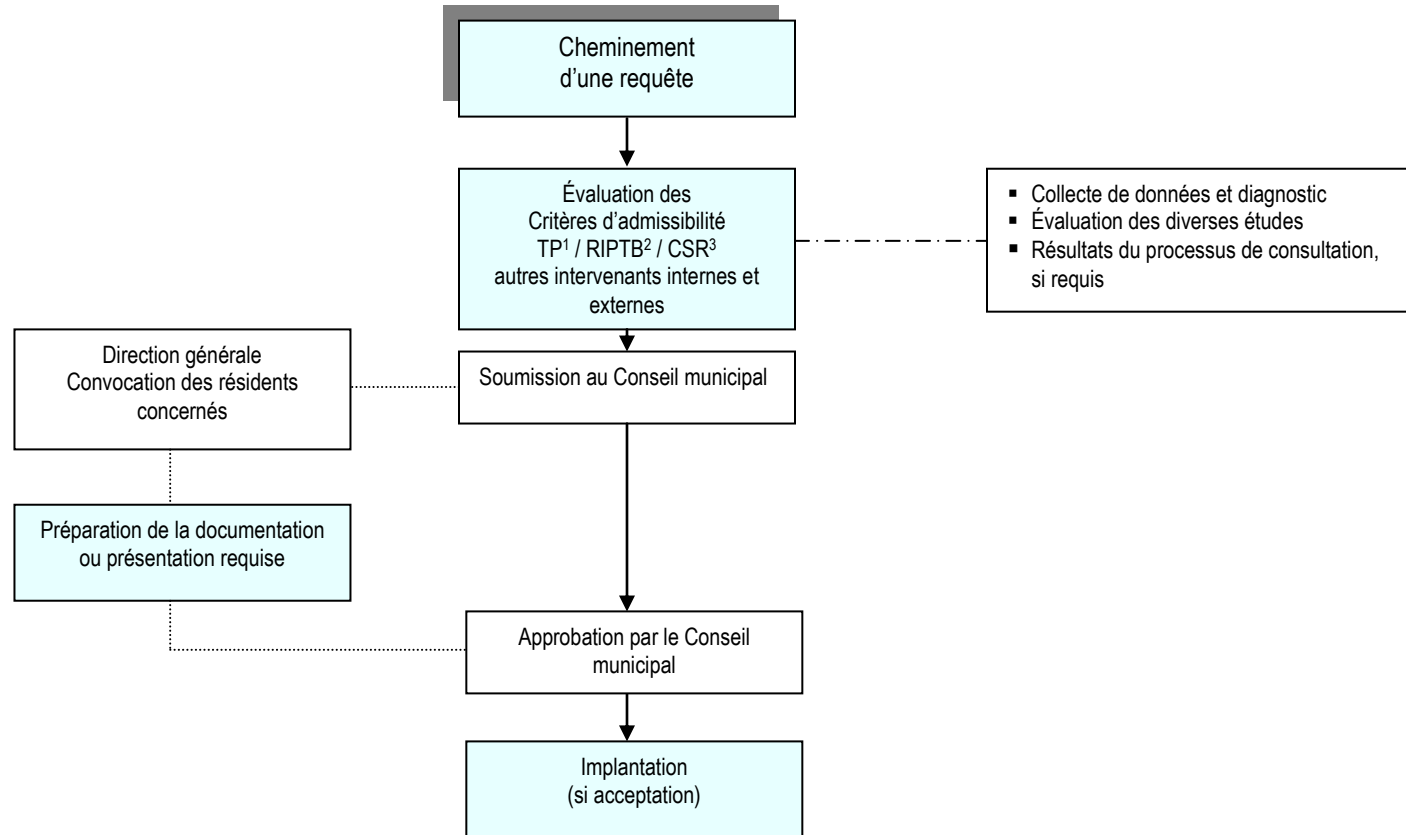 Cheminement
d’une requête
Évaluation des
Critères d’admissibilité
TP¹ / RIPTB² / CSR³
autres intervenants internes et
externes
▪ Collecte de données et diagnostic
▪ Évaluation des diverses études
▪ Résultats du processus de consultation,
si requis
Direction générale
Convocation des résidents
concernés
Soumission au Conseil municipal
Préparation de la documentation
ou présentation requise
Approbation par le Conseil
municipal
Implantation
(si acceptation)